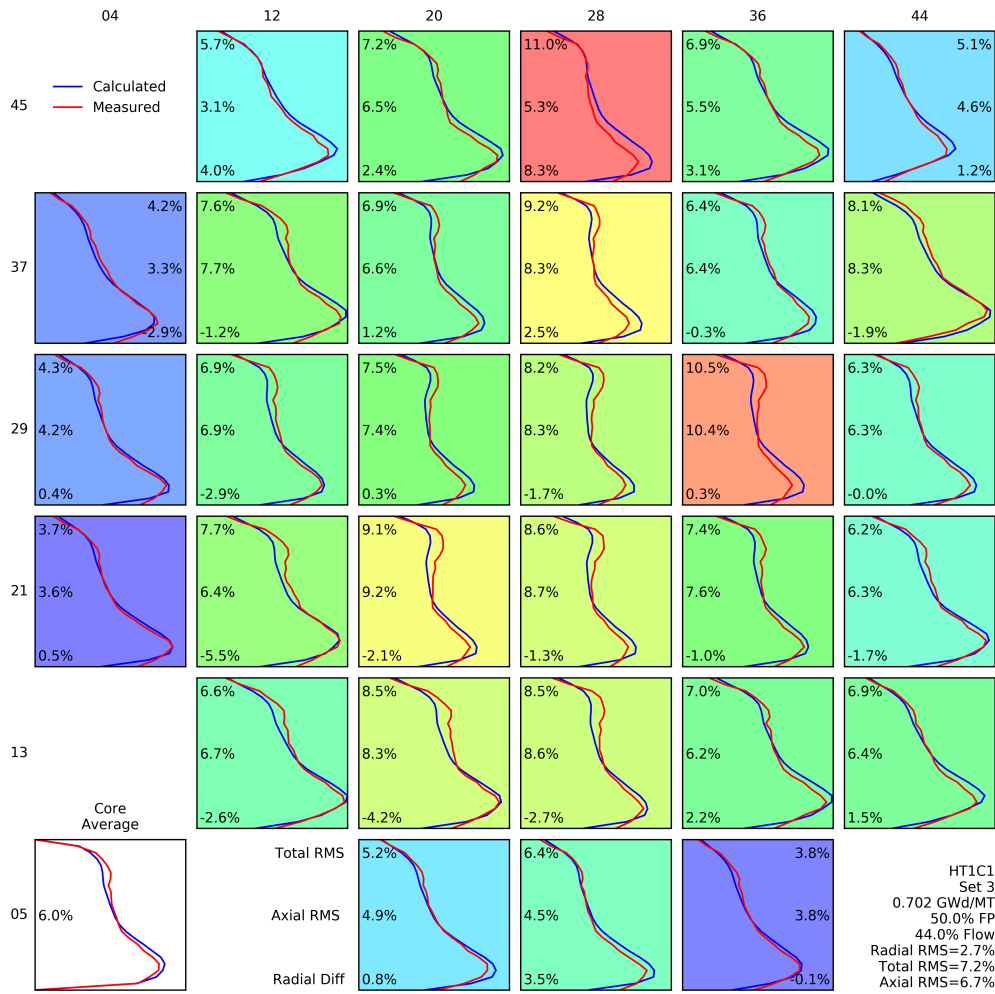 04 12 20 28 36 44
5.7% 7.2% 11.0% 6.9% 5.1%
Calculated
45 Measured 3.1% 6.5% 5.3% 5.5% 4.6%
4.0% 2.4% 8.3% 3.1% 1.2%
4.2% 7.6% 6.9% 9.2% 6.4% 8.1%
37 3.3% 7.7% 6.6% 8.3% 6.4% 8.3%
-2.9% -1.2% 1.2% 2.5% -0.3% -1.9%
4.3% 6.9% 7.5% 8.2% 10.5% 6.3%
29 4.2% 6.9% 7.4% 8.3% 10.4% 6.3%
0.4% -2.9% 0.3% -1.7% 0.3% -0.0%
3.7% 7.7% 9.1% 8.6% 7.4% 6.2%
21 3.6% 6.4% 9.2% 8.7% 7.6% 6.3%
0.5% -5.5% -2.1% -1.3% -1.0% -1.7%
6.6% 8.5% 8.5% 7.0% 6.9%
13 6.7% 8.3% 8.6% 6.2% 6.4%
-2.6% -4.2% -2.7% 2.2% 1.5%
Core
Average
Total RMS 5.2% 6.4% 3.8%
05 6.0% Axial RMS 4.9% 4.5% 3.8%
Radial Diff 0.8% 3.5% -0.1%
HT1C1
Set 3
0.702 GWd/MT
50.0% FP
44.0% Flow
Radial RMS=2.7%
Total RMS=7.2%
Axial RMS=6.7%